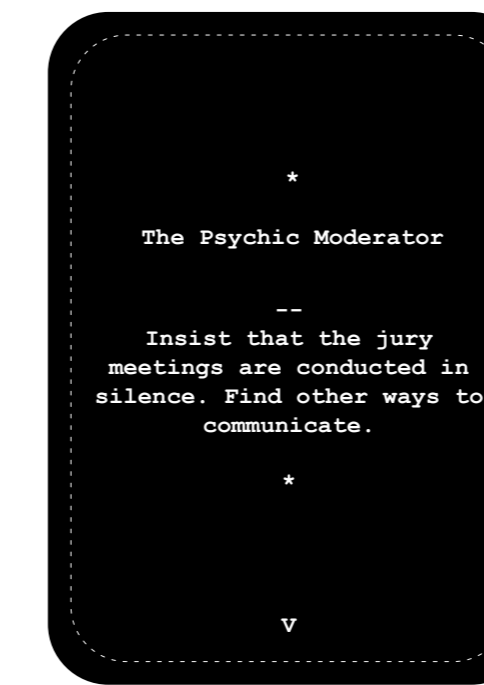 *
The Psychic Moderator
--
Insist that the jury
meetings are conducted in
silence. Find other ways to
communicate.
*
V